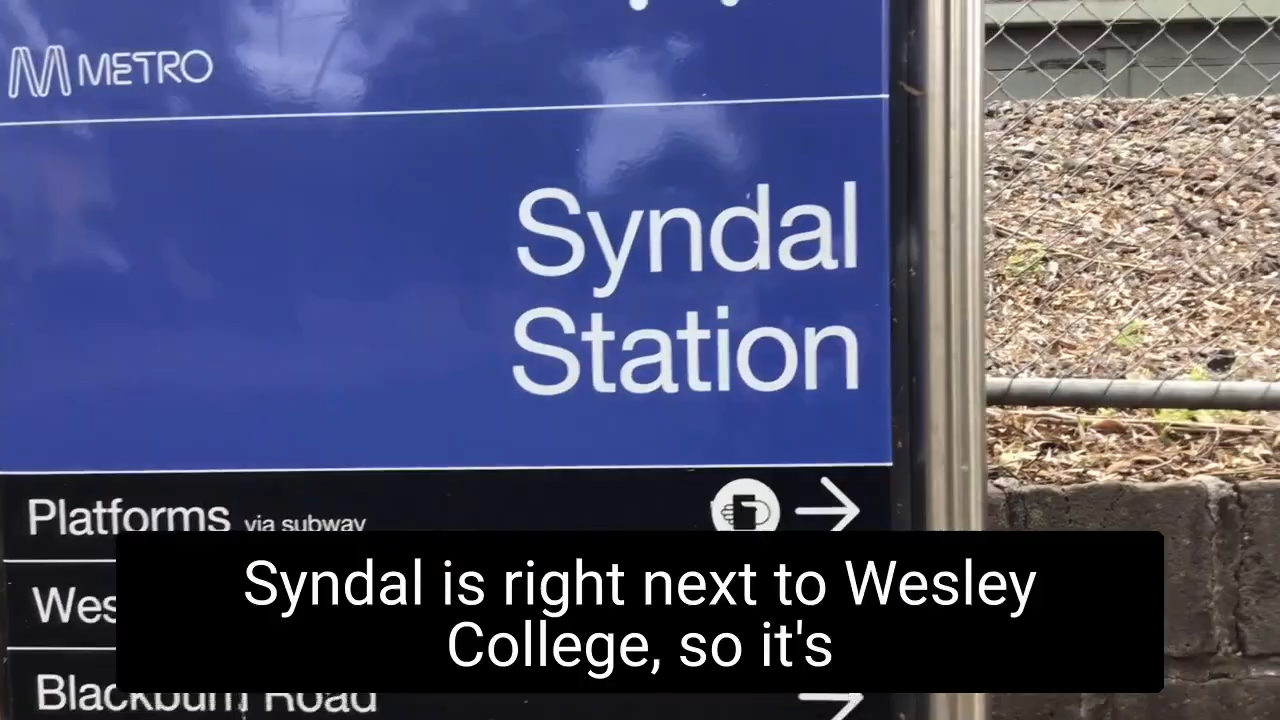 METRO
Syndal
Station
Platforms via subway
Blackburn Road
Syndal is right next to Wesley
College, so it's